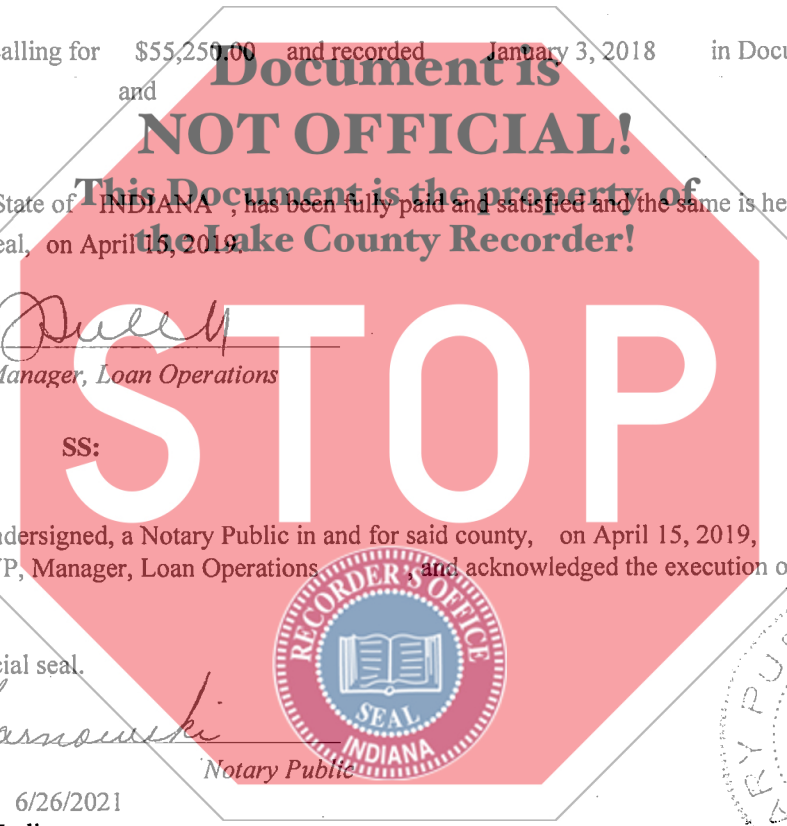 alling for $55,250.00 and recorded January 3, 2018 in Docu
Document is
and
NOT OFFICIAL!
This Document is the property of
State of INDIANA , has been fully paid and satisfied and the same is he
the Lake County Recorder!
eal, on April 15, 2019.
Manager, Loan Operations
STOP
SS:
ndersigned, a Notary Public in and for said county, on April 15, 2019,
VP, Manager, Loan Operations , and acknowledged the execution o
RECORDER'S OFFICE
SEAL
INDIANA
cial seal.
arnowski
Notary Public
ARY PU
6/26/2021